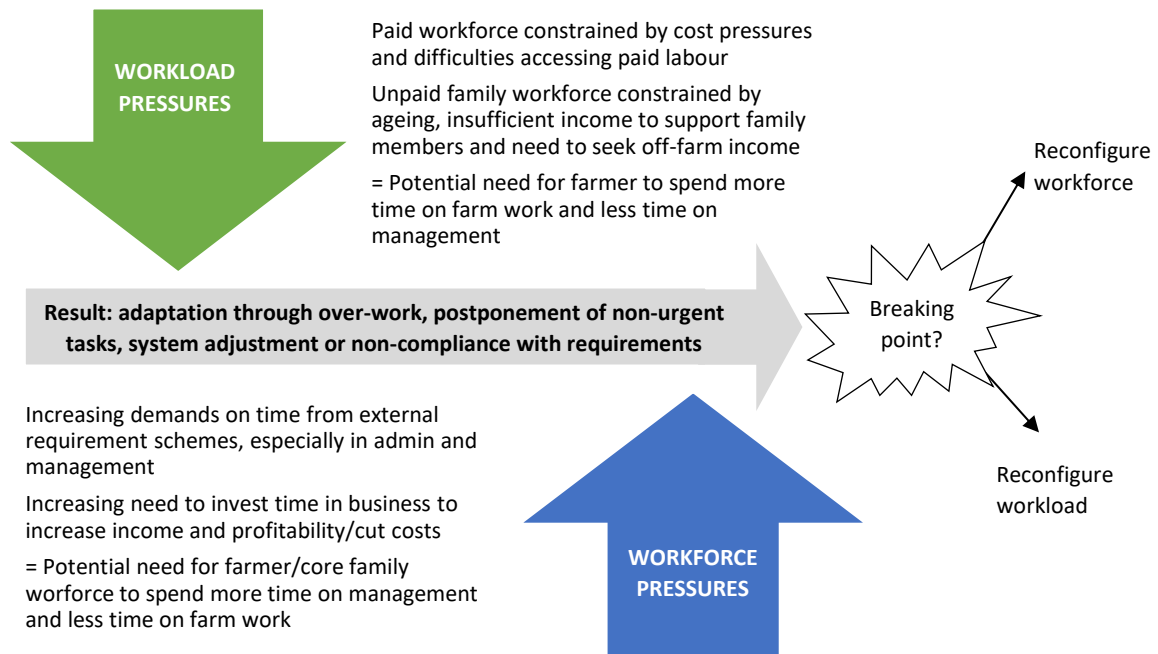 WORKLOAD
PRESSURES
Paid workforce constrained by cost pressures
and difficulties accessing paid labour
Unpaid family workforce constrained by
ageing, insufficient income to support family
members and need to seek off-farm income
= Potential need for farmer to spend more
time on farm work and less time on
management
Reconfigure
workforce
Result: adaptation through over-work, postponement of non-urgent
tasks, system adjustment or non-compliance with requirements
Breaking
point?
Increasing demands on time from external
requirement schemes, especially in admin and
management
Increasing need to invest time in business to
increase income and profitability/cut costs
= Potential need for farmer/core family
worforce to spend more time on management
and less time on farm work
WORKFORCE
PRESSURES
Reconfigure
workload